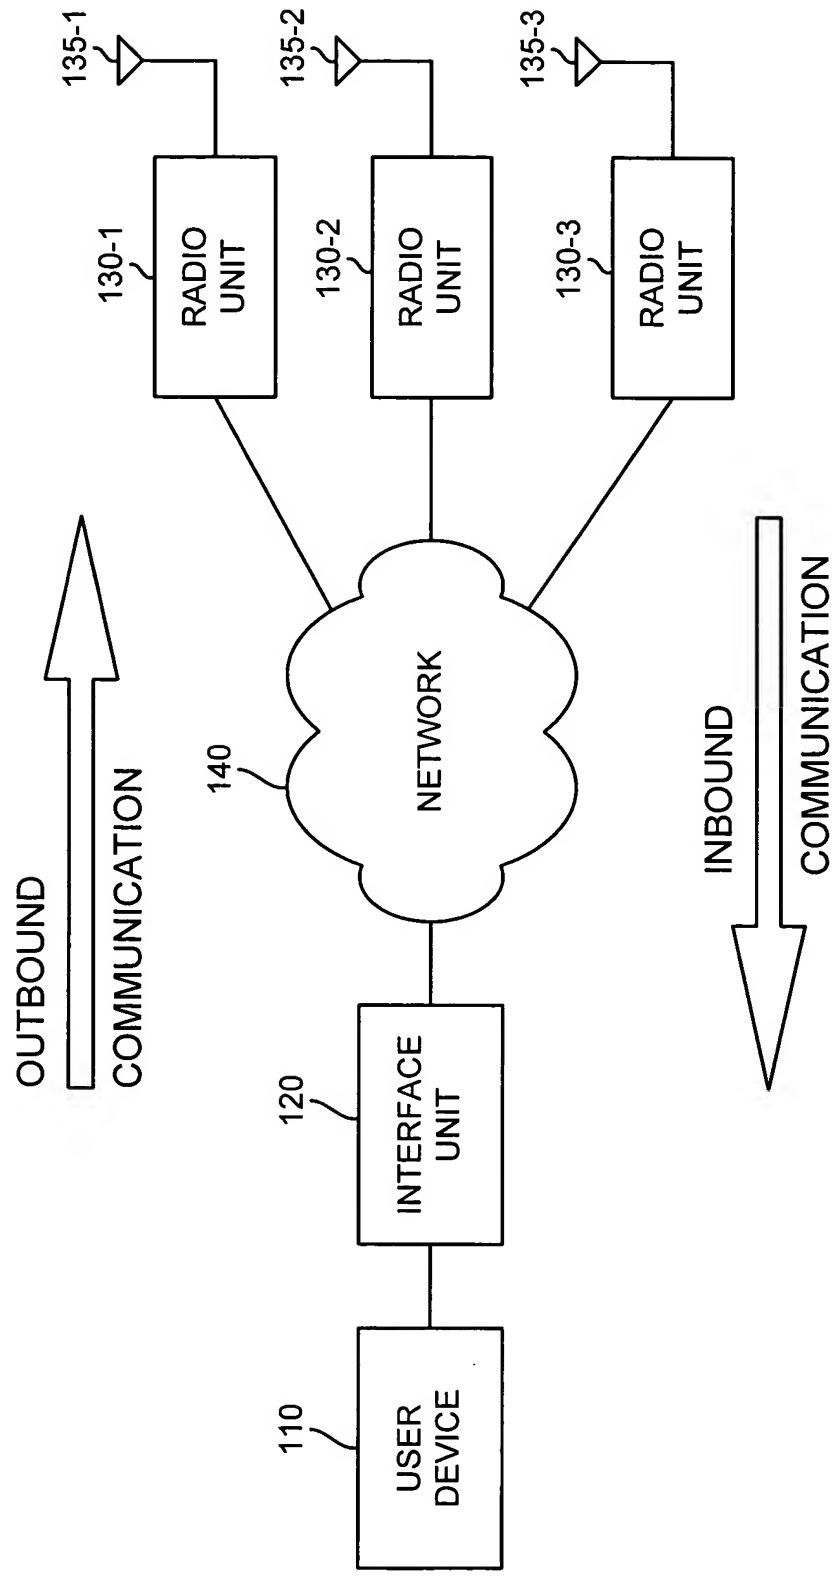 OUTBOUND
COMMUNICATION
135-1
130-1
RADIO
UNIT
135-2
130-2
RADIO
UNIT
135-3
130-3
RADIO
UNIT
140
NETWORK
120
INTERFACE
UNIT
110
USER
DEVICE
INBOUND
COMMUNICATION